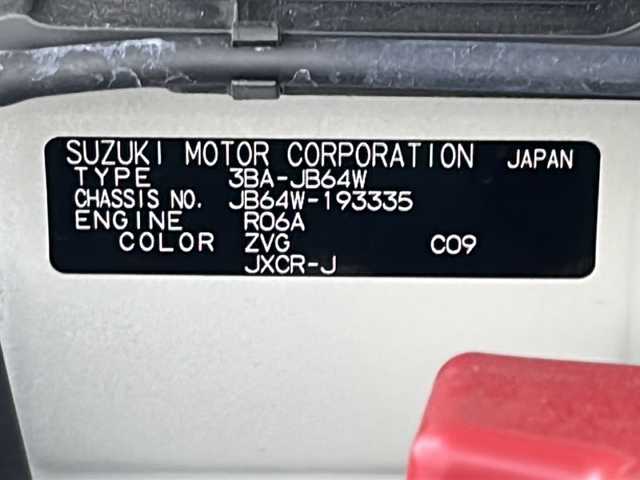 SUZUKI MOTOR CORPORATION JAPAN
TYPE 3BA-JB64W
CHASSIS NO. JB64W-193335
ENGINE R06A
COLOR ZVG C09
JXCR-J